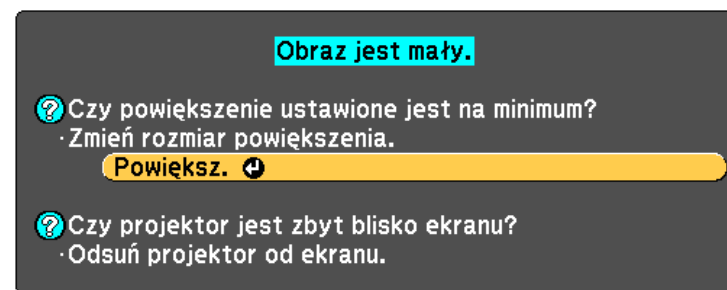 Obraz jest mały.
Czy powiększenie ustawione jest na minimum?
·Zmień rozmiar powiększenia.
Powiększ.
Czy projektor jest zbyt blisko ekranu?
·Odsuń projektor od ekranu.